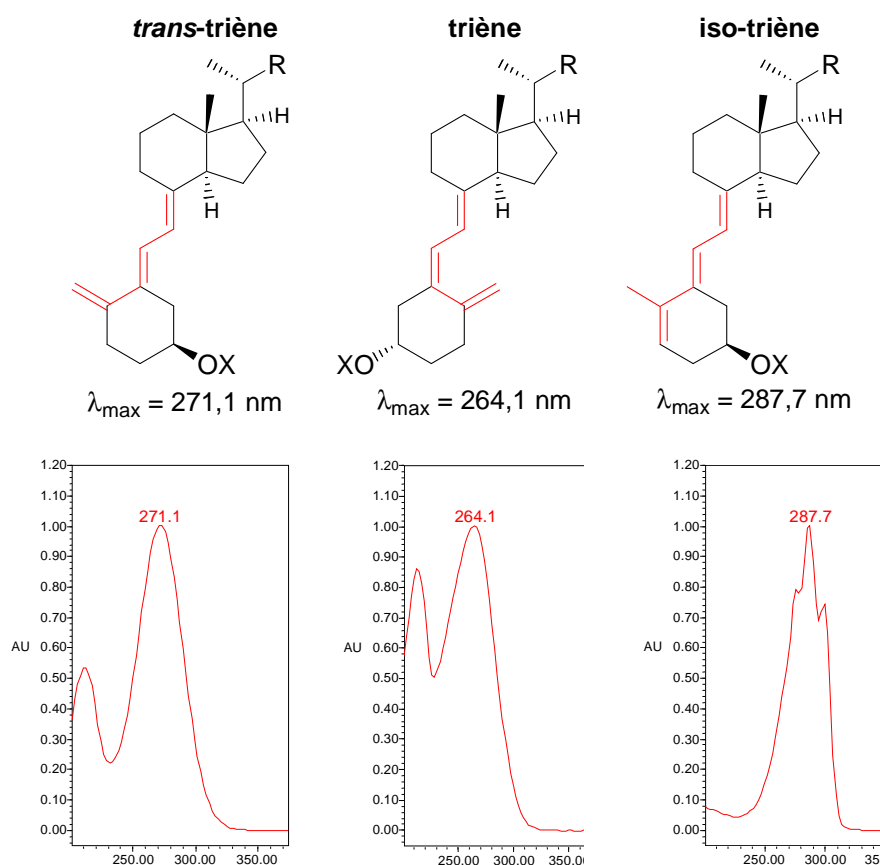 trans-triène triène iso-triène
R R R
H H H
H H H
OX XO OX
λmax = 271,1 nm λmax = 264,1 nm λmax = 287,7 nm
1.20 1.20 1.20
1.10 1.10 1.10
271.1 264.1 287.7
1.00 1.00 1.00
0.90 0.90 0.90
0.80 0.80 0.80
0.70 0.70 0.70
AU 0.60 AU 0.60 AU 0.60
0.50 0.50 0.50
0.40 0.40 0.40
0.30 0.30 0.30
0.20 0.20 0.20
0.10 0.10 0.10
0.00 0.00 0.00
250.00 300.00 350.00 250.00 300.00 350.00 250.00 300.00